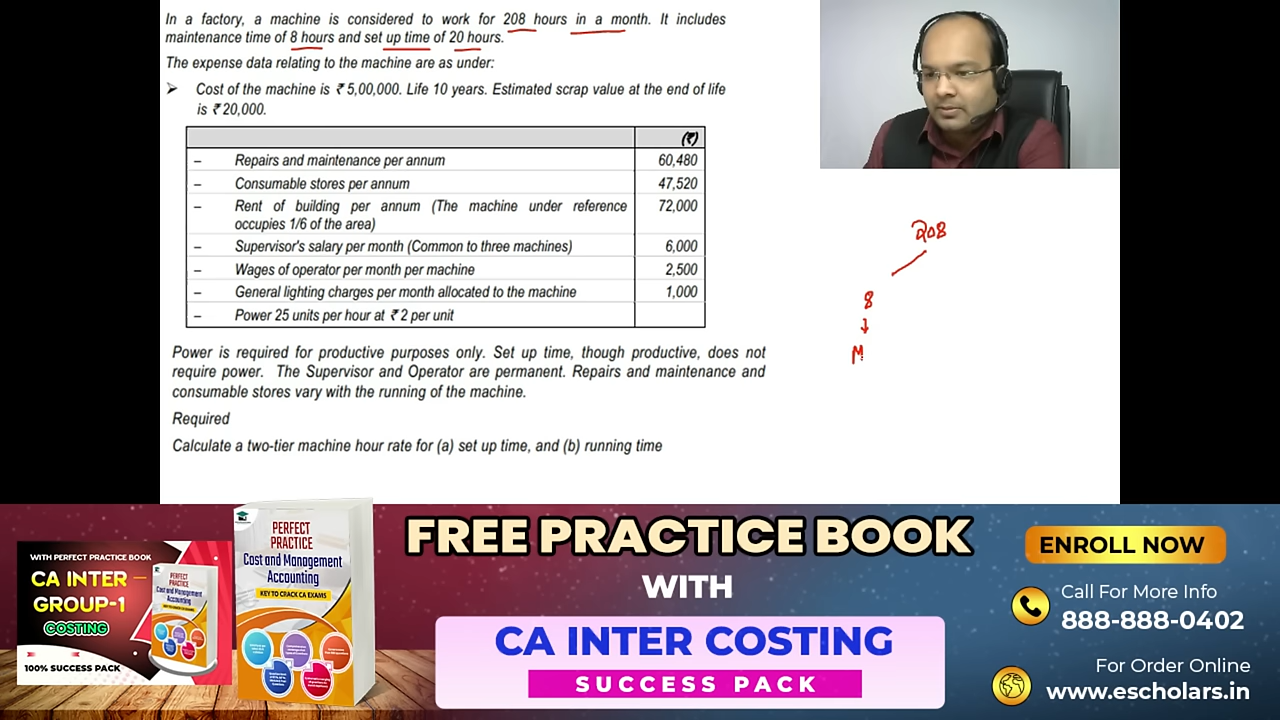 In a factory, a machine is considered to work for 208 hours in a month. It includes
maintenance time of 8 hours and set up time of 20 hours.
The expense data relating to the machine are as under:
➤ Cost of the machine is ₹ 5,00,000. Life 10 years. Estimated scrap value at the end of life
is ₹ 20,000.
(₹)
– Repairs and maintenance per annum 60,480
– Consumable stores per annum 47,520
– Rent of building per annum (The machine under reference
occupies 1/6 of the area) 72,000
– Supervisor's salary per month (Common to three machines) 6,000
– Wages of operator per month per machine 2,500
– General lighting charges per month allocated to the machine 1,000
– Power 25 units per hour at ₹ 2 per unit
Power is required for productive purposes only. Set up time, though productive, does not
require power. The Supervisor and Operator are permanent. Repairs and maintenance and
consumable stores vary with the running of the machine.
Required
Calculate a two-tier machine hour rate for (a) set up time, and (b) running time
208
8
↓
M
WITH PERFECT PRACTICE BOOK
CA INTER
GROUP-1
COSTING
100% SUCCESS PACK
PERFECT
PRACTICE
Cost and Management
Accounting
KEY TO CRACK CA EXAMS
FREE PRACTICE BOOK
WITH
CA INTER COSTING
SUCCESS PACK
ENROLL NOW
Call For More Info
888-888-0402
For Order Online
www.escholars.in